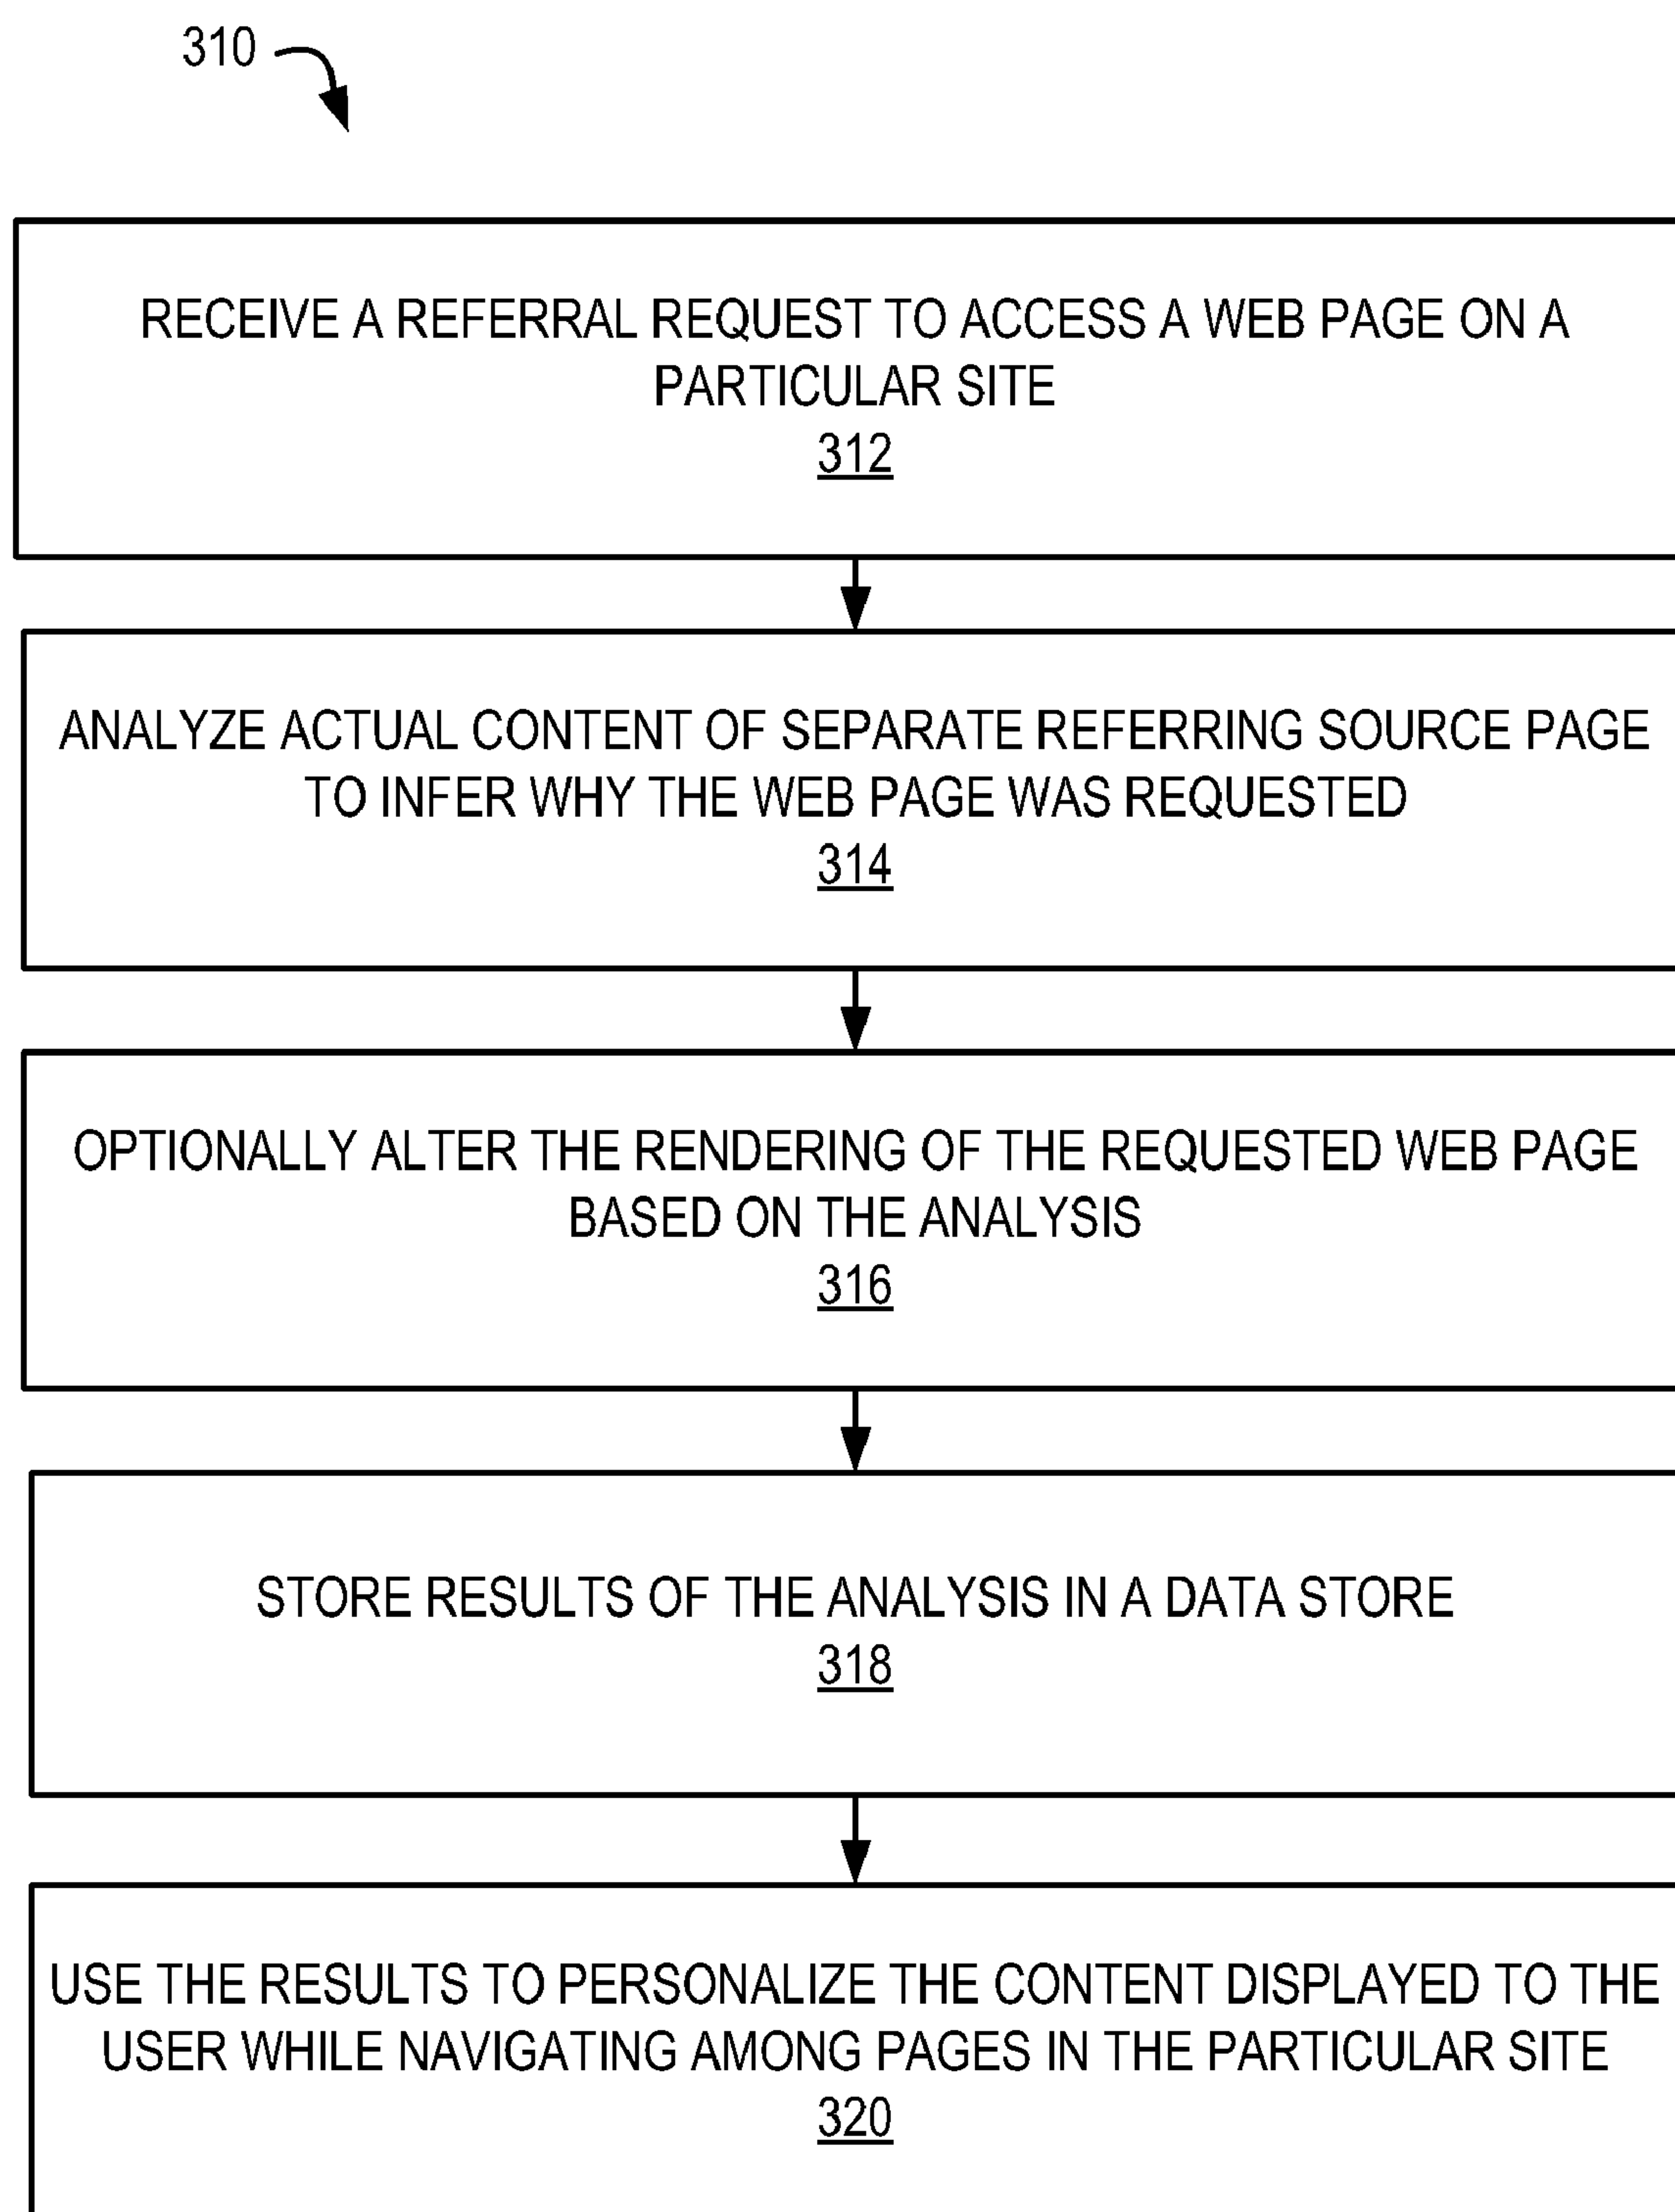 310
RECEIVE A REFERRAL REQUEST TO ACCESS A WEB PAGE ON A
PARTICULAR SITE
312
ANALYZE ACTUAL CONTENT OF SEPARATE REFERRING SOURCE PAGE
TO INFER WHY THE WEB PAGE WAS REQUESTED
314
OPTIONALLY ALTER THE RENDERING OF THE REQUESTED WEB PAGE
BASED ON THE ANALYSIS
316
STORE RESULTS OF THE ANALYSIS IN A DATA STORE
318
USE THE RESULTS TO PERSONALIZE THE CONTENT DISPLAYED TO THE
USER WHILE NAVIGATING AMONG PAGES IN THE PARTICULAR SITE
320